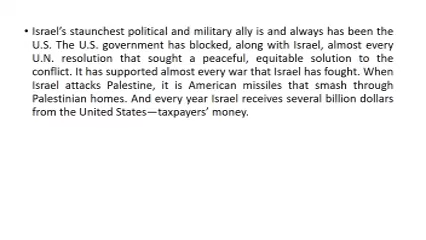 • Israel's staunchest political and military ally is and always has been the
U.S. The U.S. government has blocked, along with Israel, almost every
U.N. resolution that sought a peaceful, equitable solution to the
conflict. It has supported almost every war that Israel has fought. When
Israel attacks Palestine, it is American missiles that smash through
Palestinian homes. And every year Israel receives several billion dollars
from the United States—taxpayers' money.